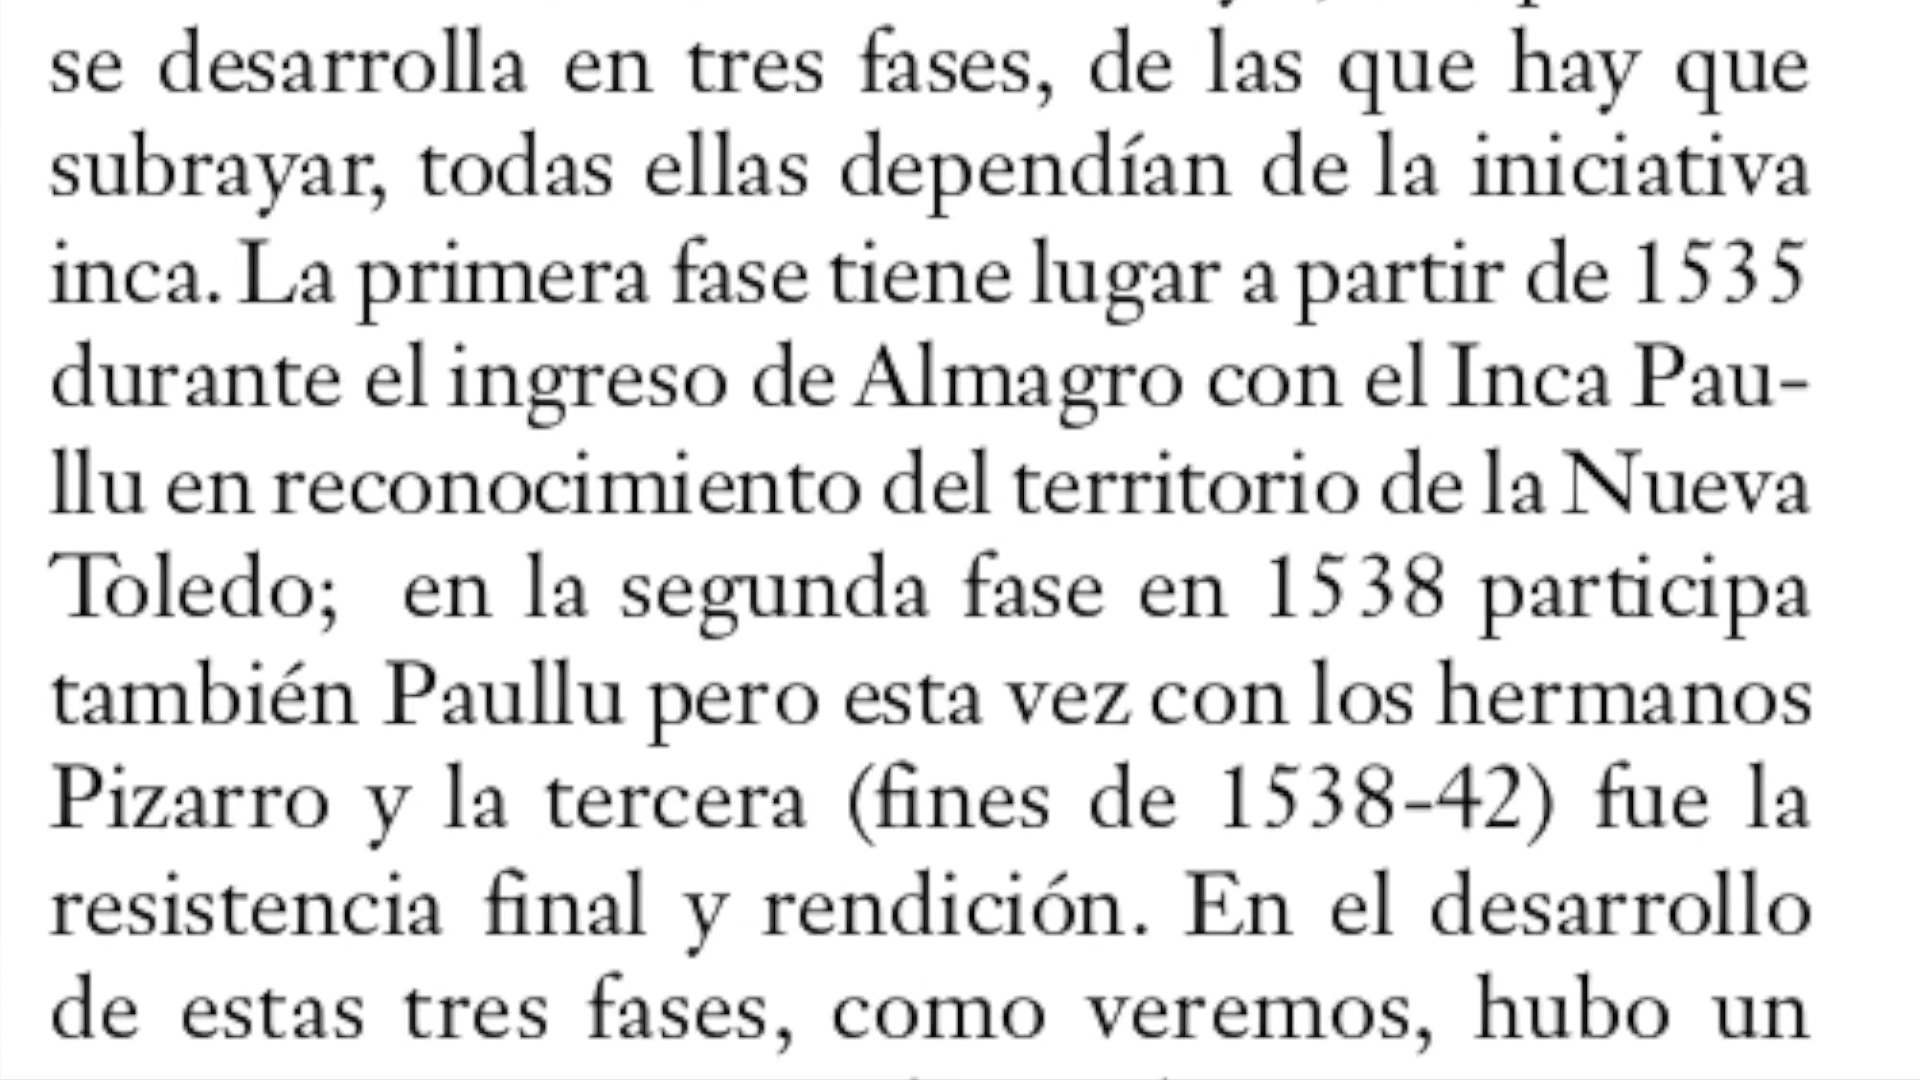 se desarrolla en tres fases, de las que hay que
subrayar, todas ellas dependían de la iniciativa
inca. La primera fase tiene lugar a partir de 1535
durante el ingreso de Almagro con el Inca Pau-
llu en reconocimiento del territorio de la Nueva
Toledo; en la segunda fase en 1538 participa
también Paullu pero esta vez con los hermanos
Pizarro y la tercera (fines de 1538-42) fue la
resistencia final y rendición. En el desarrollo
de estas tres fases, como veremos, hubo un